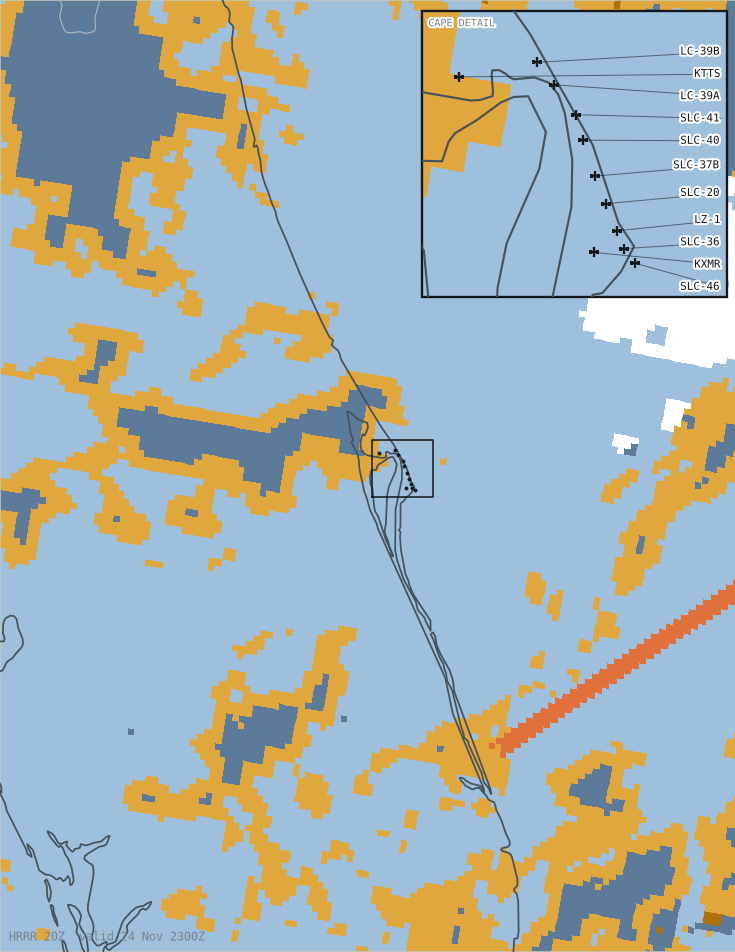 CAPE DETAIL
LC-39B
KTTS
LC-39A
SLC-41
SLC-40
SLC-37B
SLC-20
LZ-1
SLC-36
KXMR
SLC-46
HRRR 20Z valid 24 Nov 2300Z